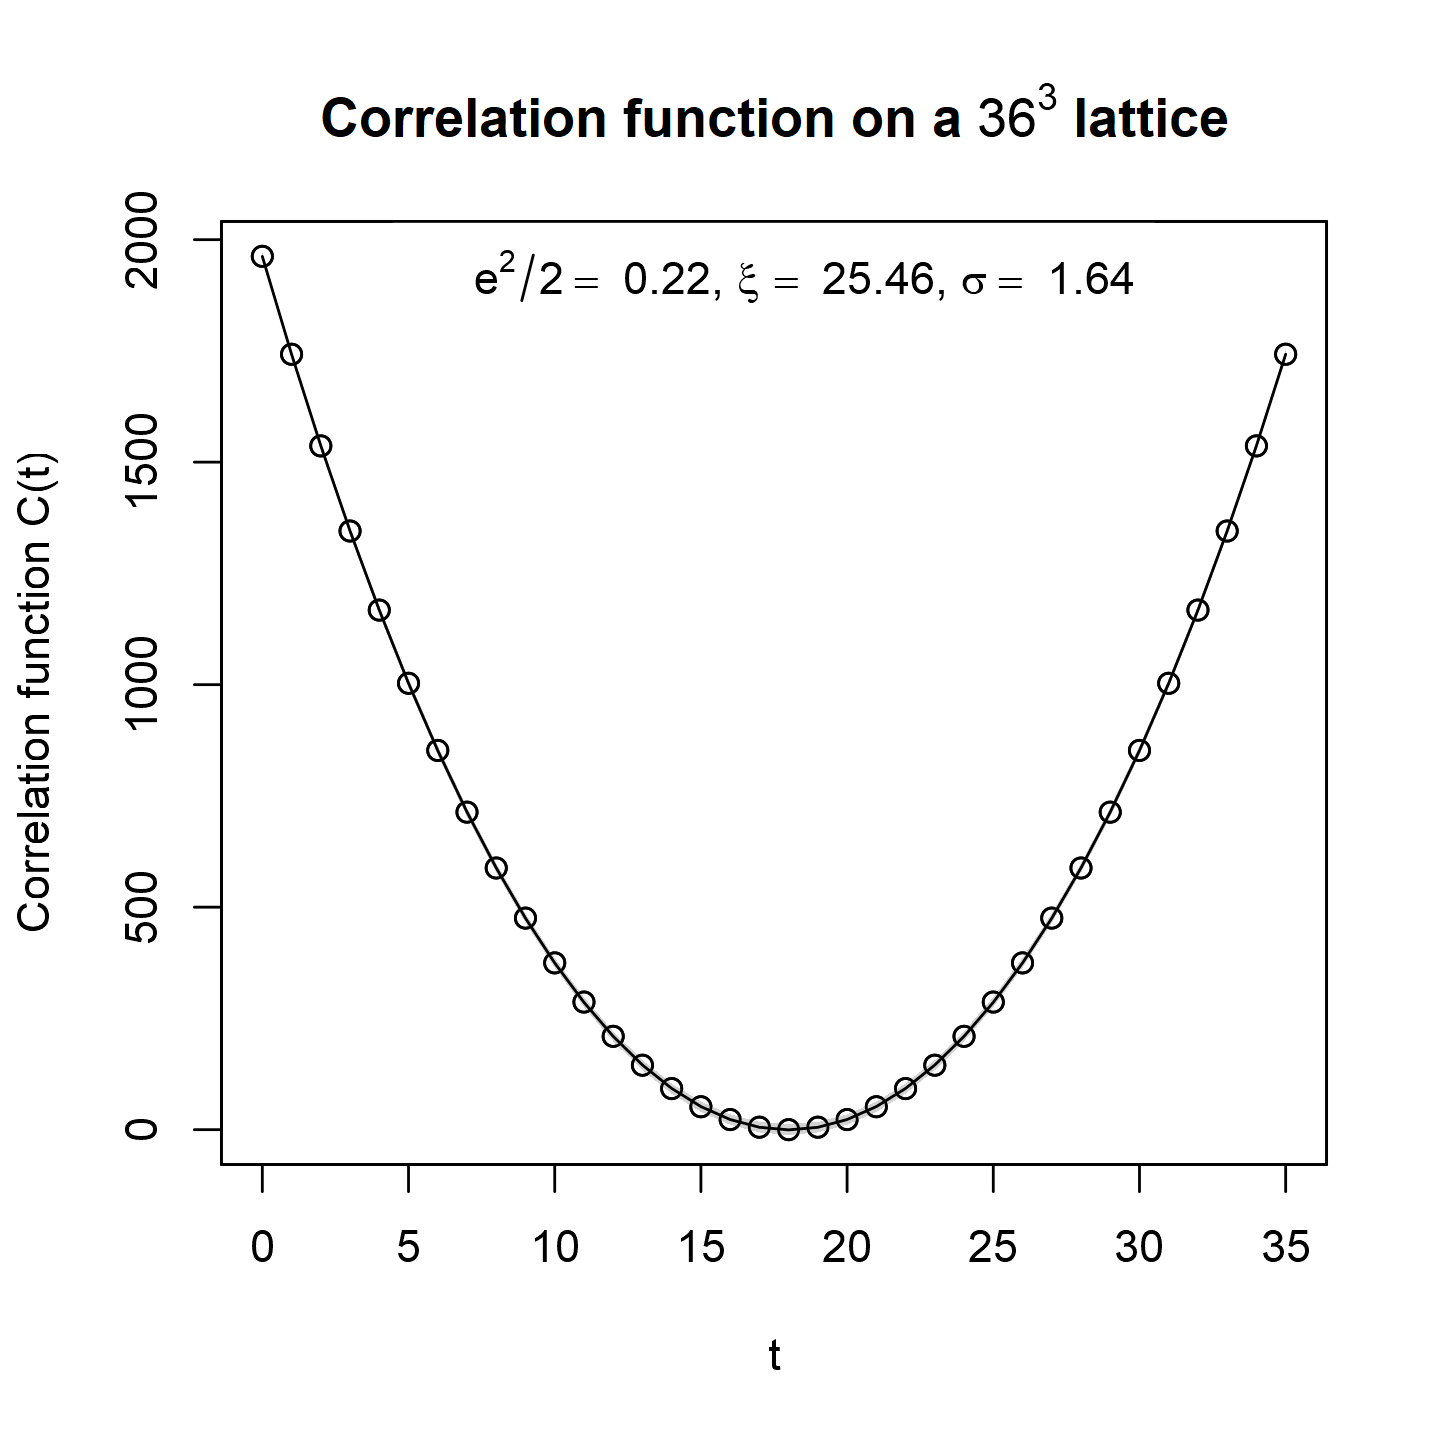 Correlation function on a 36³ lattice
e²/2 = 0.22, ξ = 25.46, σ = 1.64
Correlation function C(t)
2000
1500
1000
500
0
0 5 10 15 20 25 30 35
t